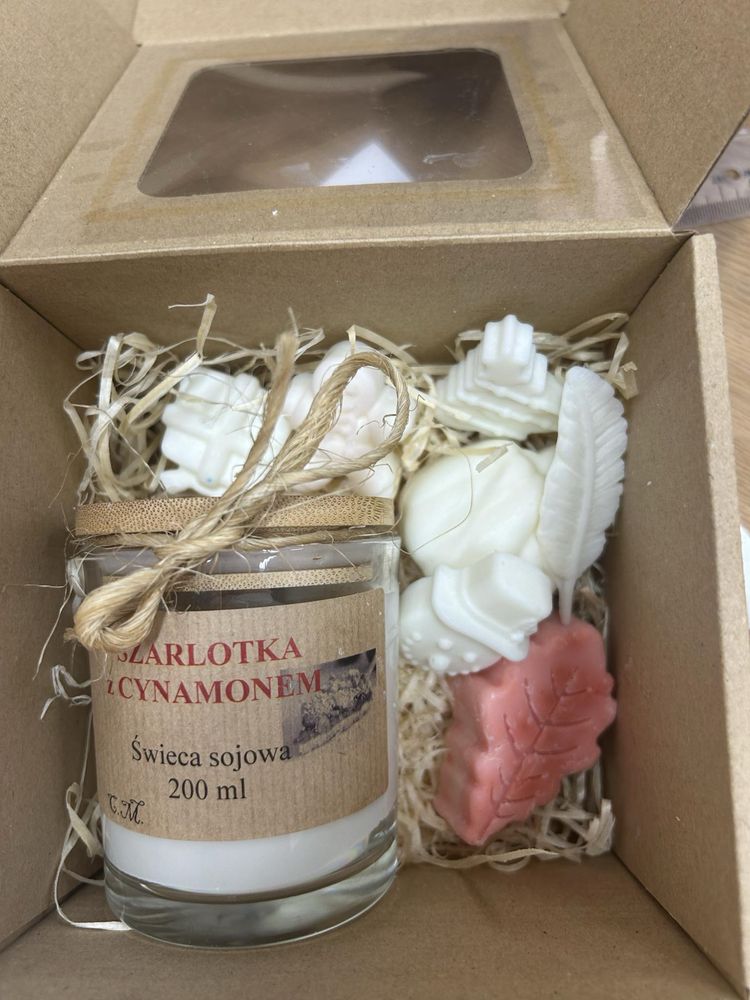 SZARLOTKA
z CYNAMONEM
Świeca sojowa
200 ml
C.M.